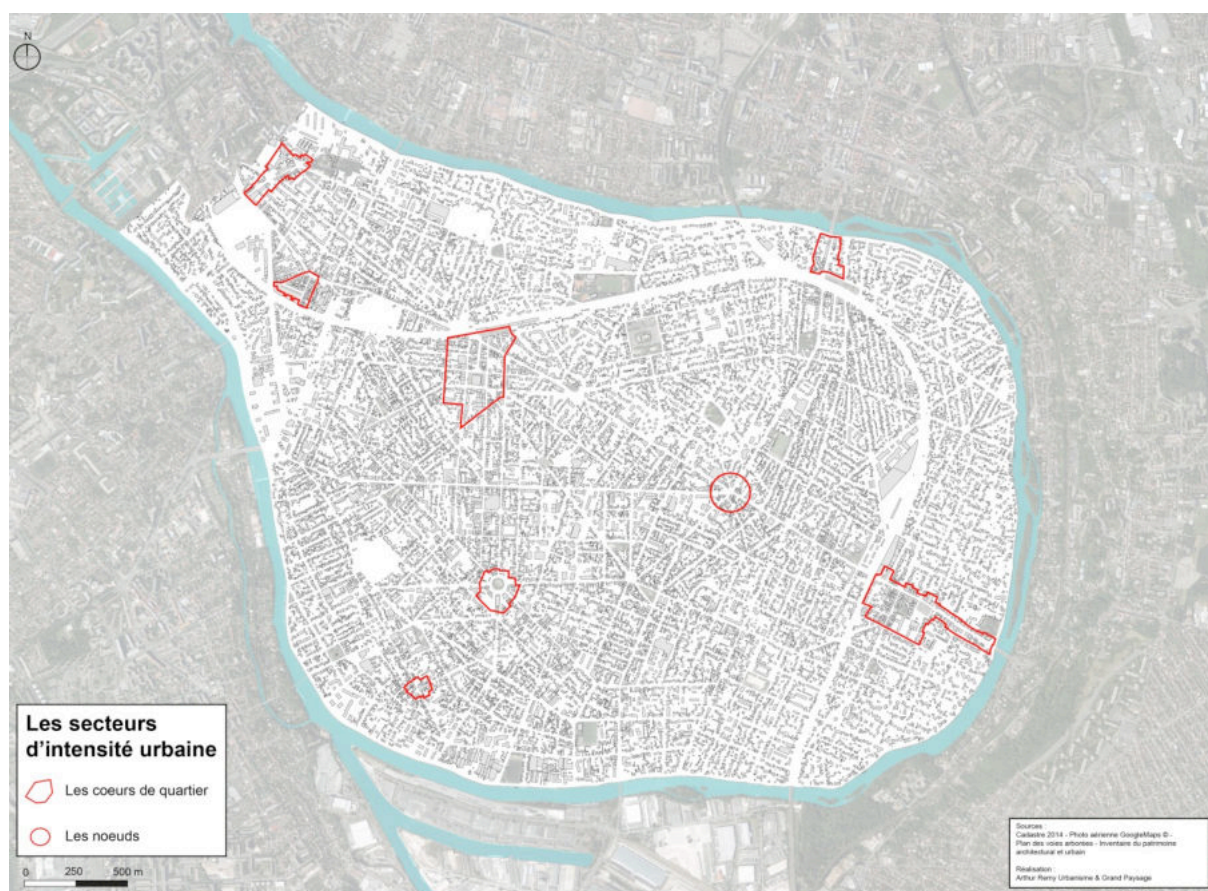 N
Les secteurs
d'intensité urbaine
Les coeurs de quartier
Les noeuds
0 250 500 m
Sources :
Cadastre 2014 - Photo aérienne GoogleMaps © -
Plan des voies arborées - Inventaire du patrimoine
architectural et urbain
Réalisation :
Arthur Remy Urbanisme & Grand Paysage